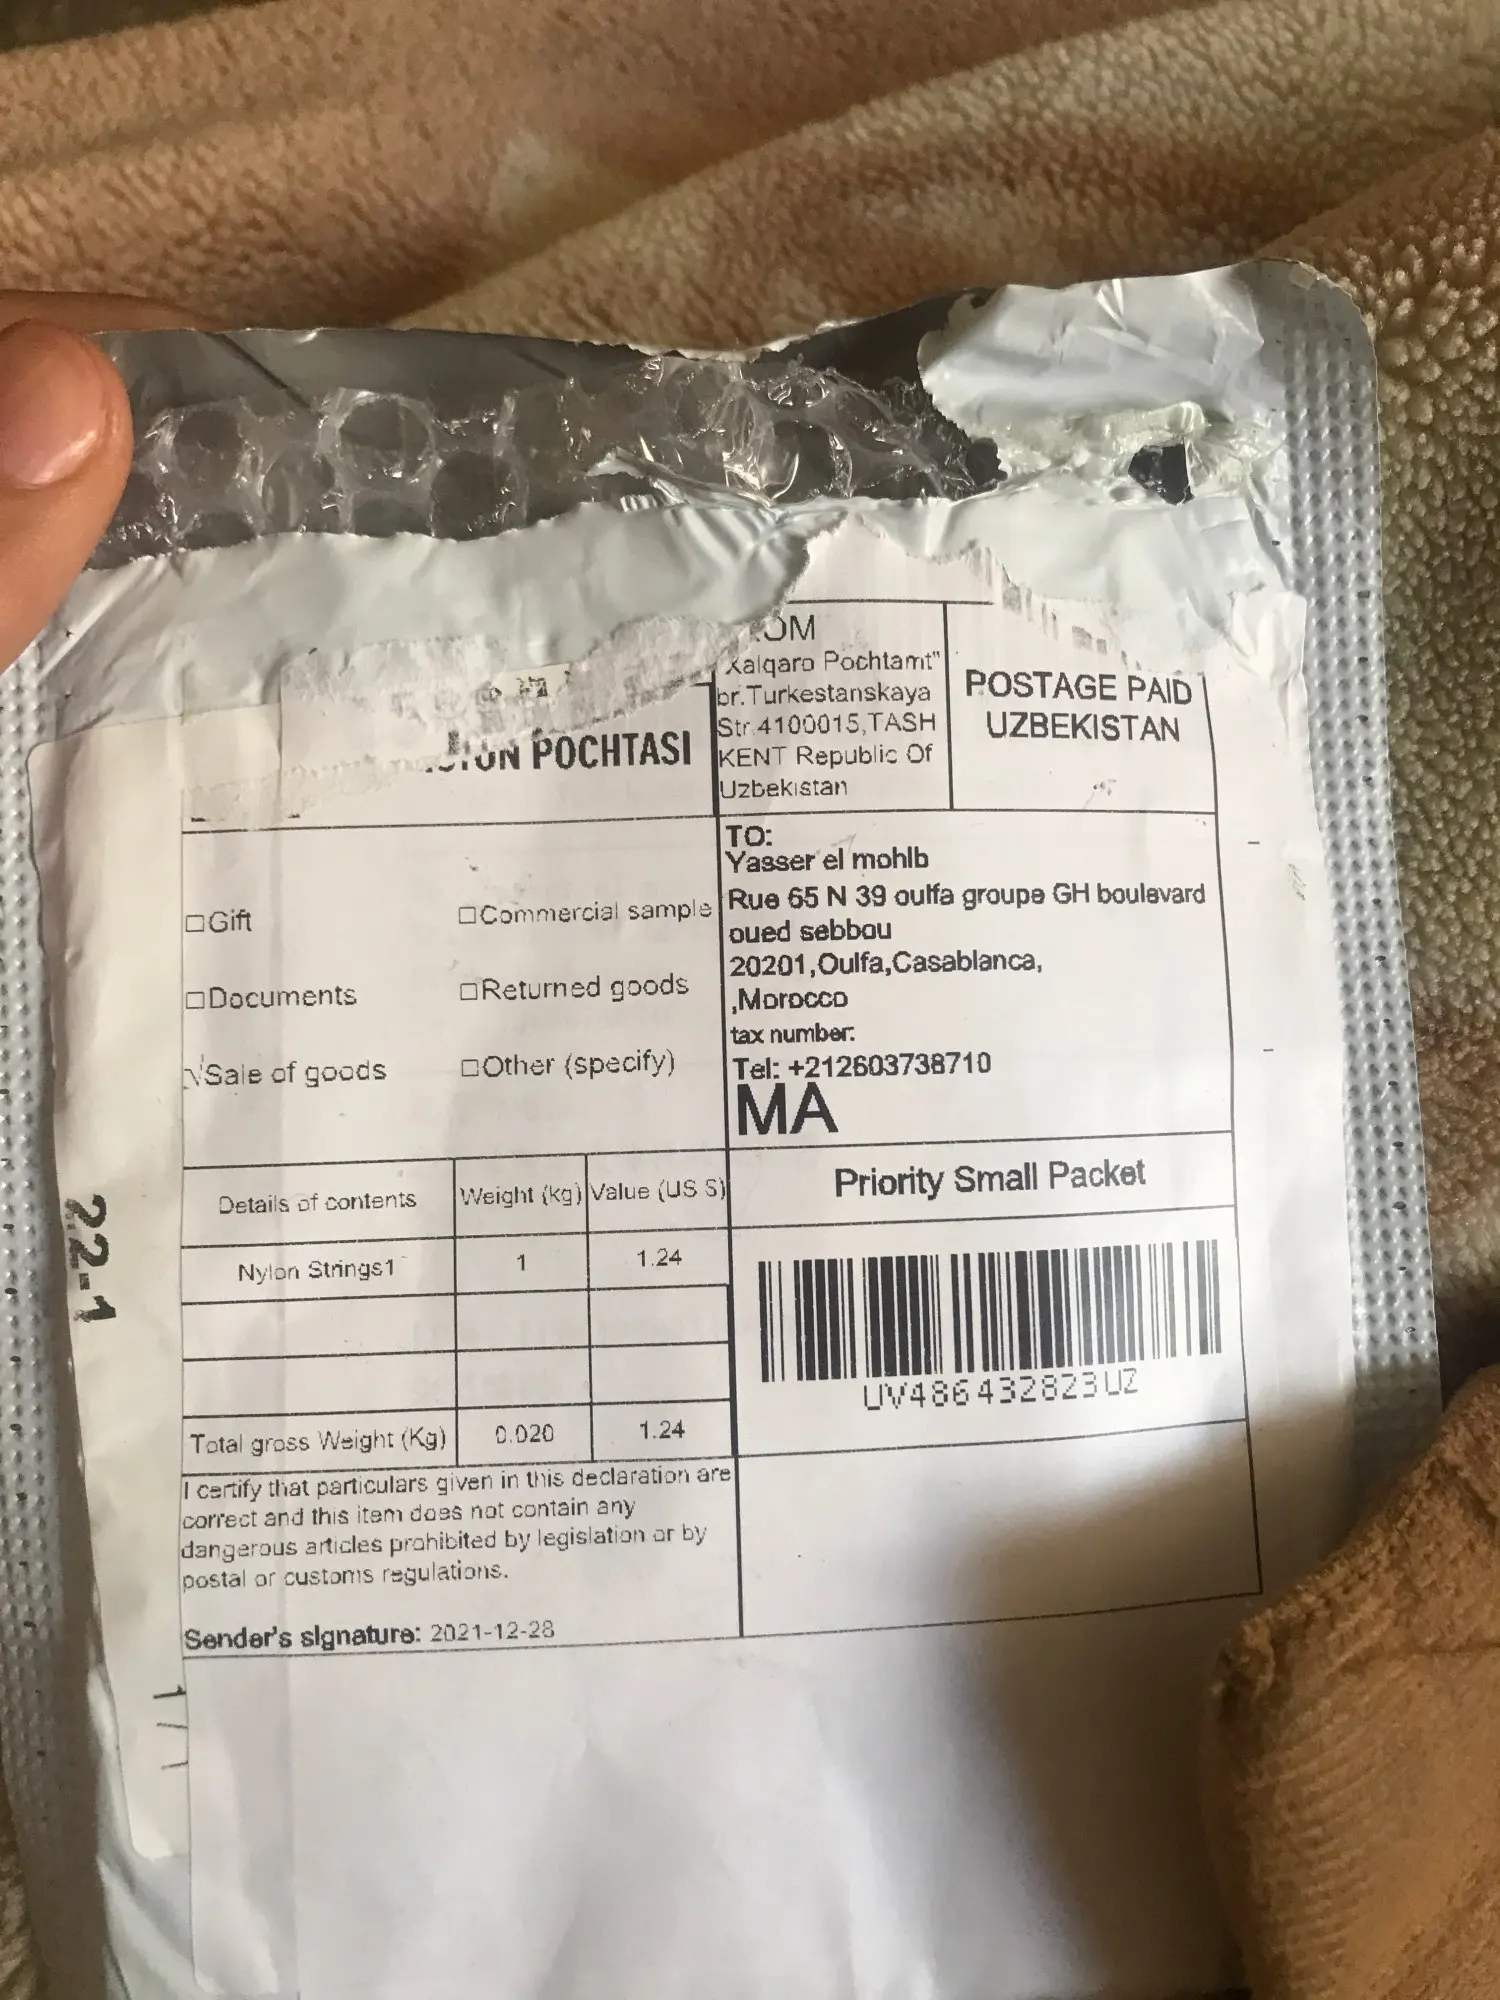 Xalqaro Pochtamt"
br.Turkestanskaya
Str.4100015,TASH
KENT Republic Of
Uzbekistan
POSTAGE PAID
UZBEKISTAN
POCHTASI
□Gift
□Commercial sample
□Documents
□Returned goods
√Sale of goods
□Other (specify)
TO:
Yasser el mohlb
Rue 65 N 39 oulfa groupe GH boulevard
oued sebbou
20201,Oulfa,Casablanca,
,Morocco
tax number:
Tel: +212603738710
MA
Details of contents Weight (kg) Value (US $)
Nylon Strings1 1 1.24
Total gross Weight (Kg) 0.020 1.24
Priority Small Packet
UV486432823UZ
I certify that particulars given in this declaration are
correct and this item does not contain any
dangerous articles prohibited by legislation or by
postal or customs regulations.
Sender's signature: 2021-12-28
22-1